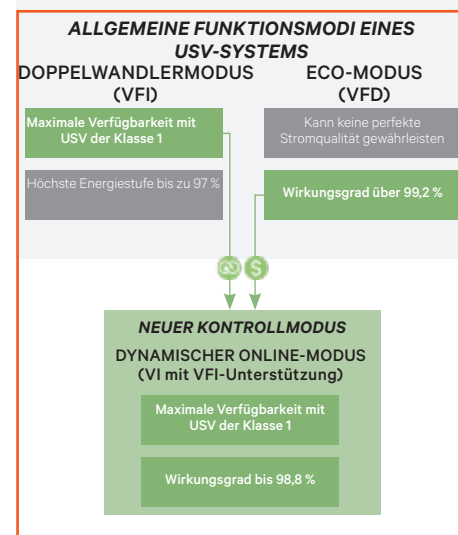 ALLGEMEINE FUNKTIONSMODI EINES
USV-SYSTEMS
DOPPELWANDLERMODUS
(VFI)
Maximale Verfügbarkeit mit
USV der Klasse 1
Höchste Energiestufe bis zu 97 %
ECO-MODUS
(VFD)
Kann keine perfekte
Stromqualität gewährleisten
Wirkungsgrad über 99,2 %
$
NEUER KONTROLLMODUS
DYNAMISCHER ONLINE-MODUS
(VI mit VFI-Unterstützung)
Maximale Verfügbarkeit mit
USV der Klasse 1
Wirkungsgrad bis 98,8 %